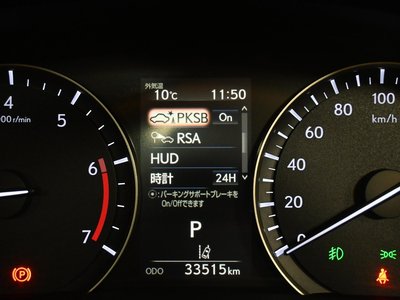 外気温
10℃ 11:50
PKSB On
RSA
HUD
時計 24H
:パーキングサポートブレーキを
On/Offできます
P
ODO 33515km
4
5
6
7
000 r/min
0
20
40
60
80
100
km/h
P